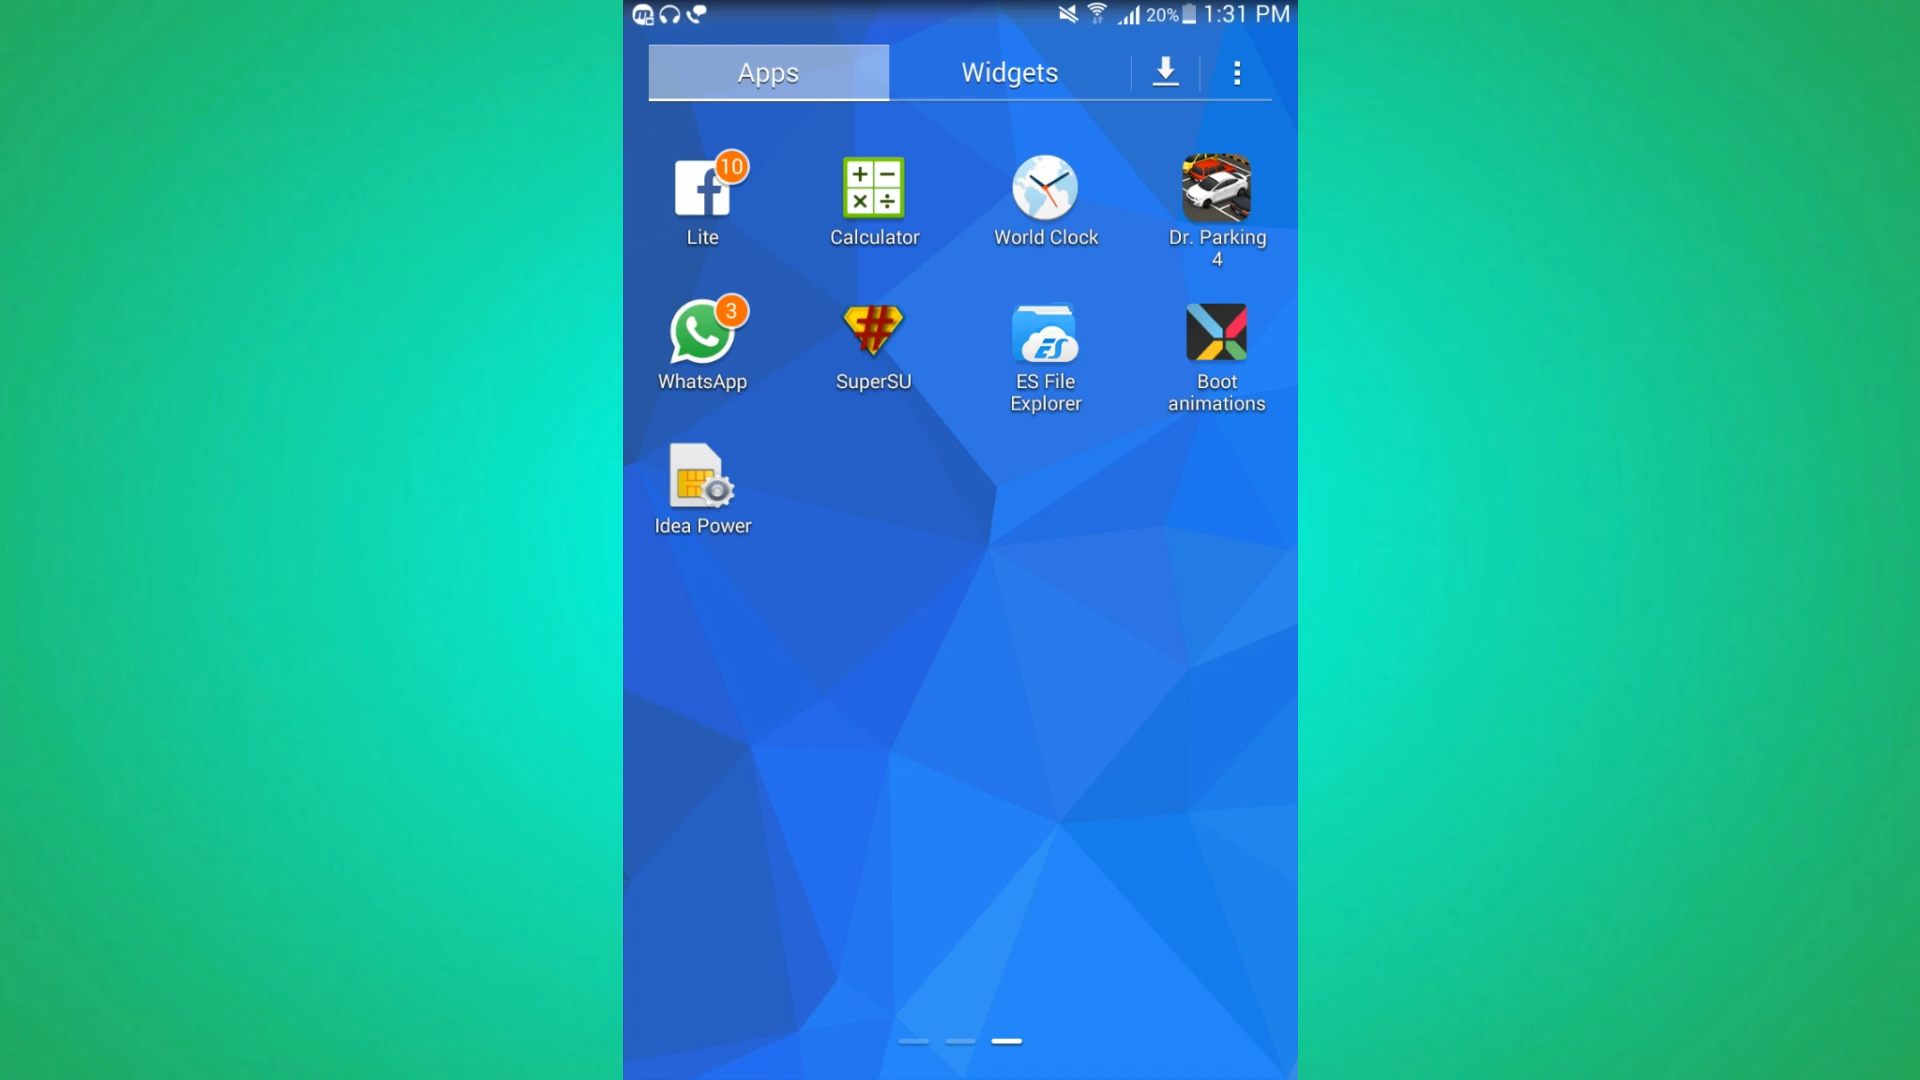 20% 1:31 PM
Apps Widgets
10
Lite Calculator World Clock Dr. Parking
4
3
ES
WhatsApp SuperSU ES File Boot
Explorer animations
Idea Power